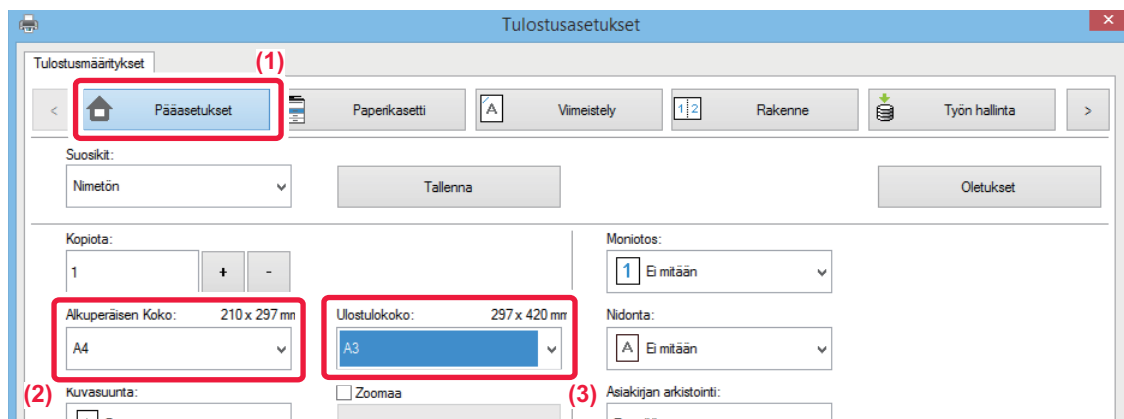 Tulostusasetukset
Tulostusmääritykset
(1)
< Pääasetukset Paperikasetti Viimeistely Rakenne Työn hallinta >
Suosikit:
Nimetön Tallenna Oletukset
Kopiota: Moniotos:
1 + - 1 Ei mitään
Alkuperäisen Koko: 210 x 297 mm Ulostulokoko: 297 x 420 mm Nidonta:
A4 A3 A Ei mitään
(2) Kuvasuunta: Zoomaa (3) Asiakirjan arkistointi: